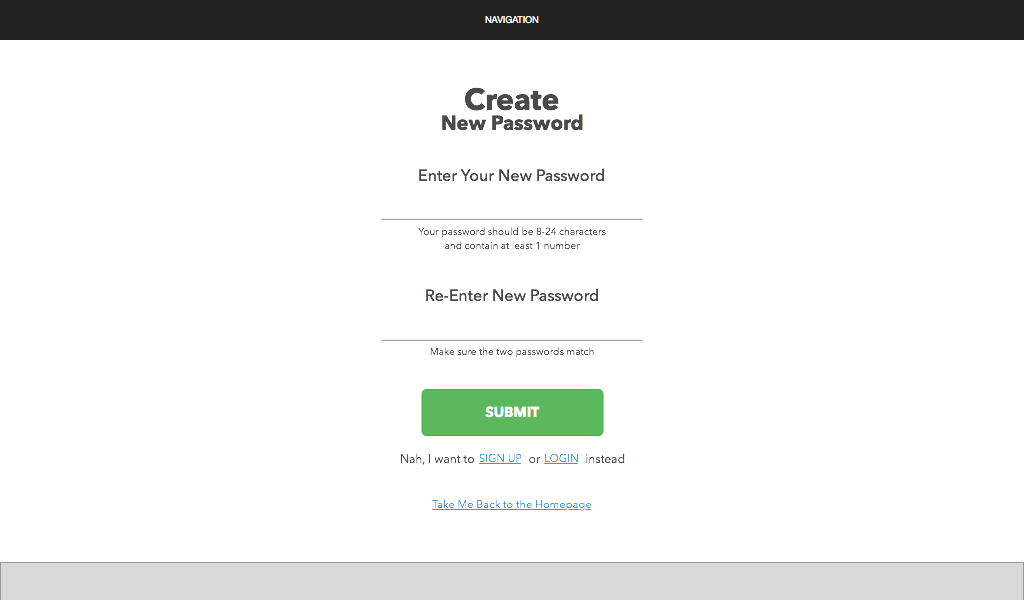 NAVIGATION
Create
New Password
Enter Your New Password
Your password should be 8-24 characters
and contain at least 1 number
Re-Enter New Password
Make sure the two passwords match
SUBMIT
Nah, I want to SIGN UP or LOGIN instead
Take Me Back to the Homepage